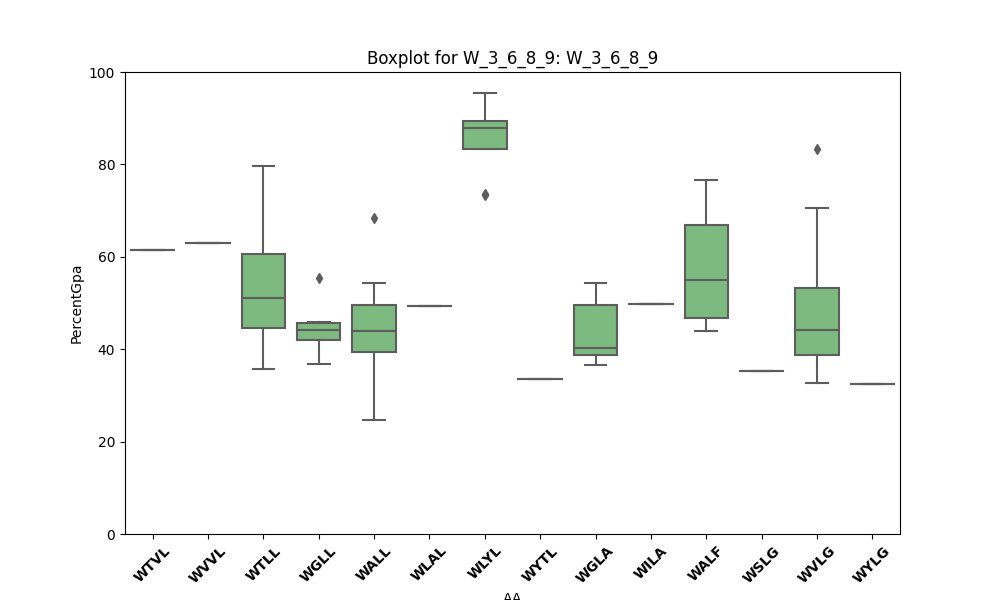 Boxplot for W_3_6_8_9: W_3_6_8_9
PercentGpa
100
80
60
40
20
0
WTVL WVVL WTLL WGLL WALL WLAL WLYL WYTL WGLA WILA WALF WSLG WVLG WYLG
AA